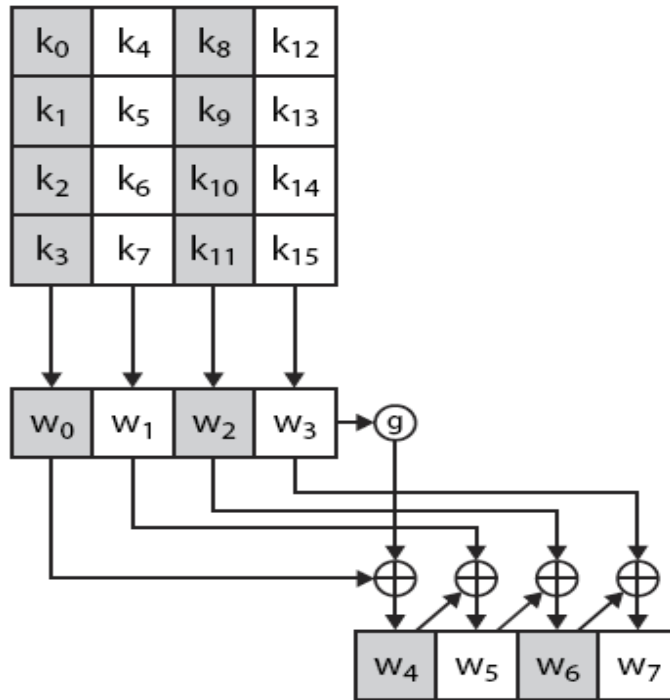 k₀ k₄ k₈ k₁₂
k₁ k₅ k₉ k₁₃
k₂ k₆ k₁₀ k₁₄
k₃ k₇ k₁₁ k₁₅
w₀ w₁ w₂ w₃ g
w₄ w₅ w₆ w₇